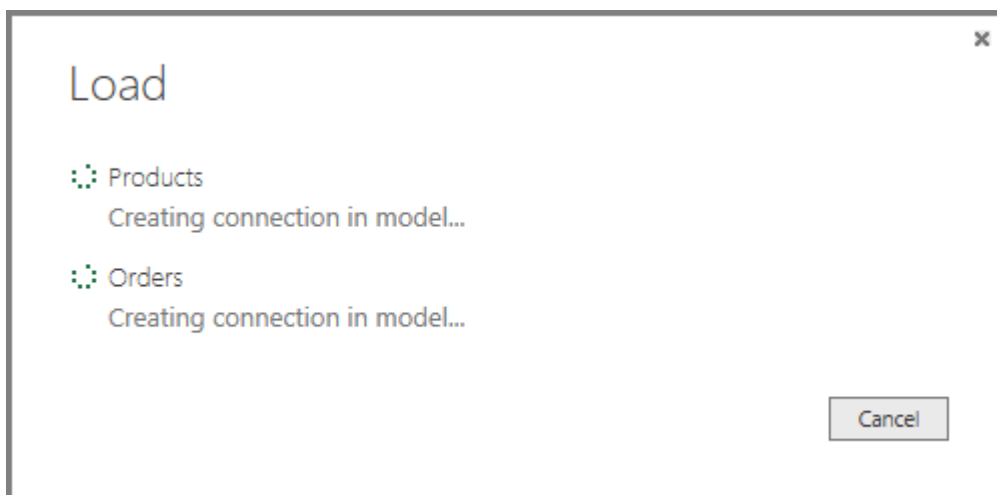 Load
Products
Creating connection in model...
Orders
Creating connection in model...
Cancel